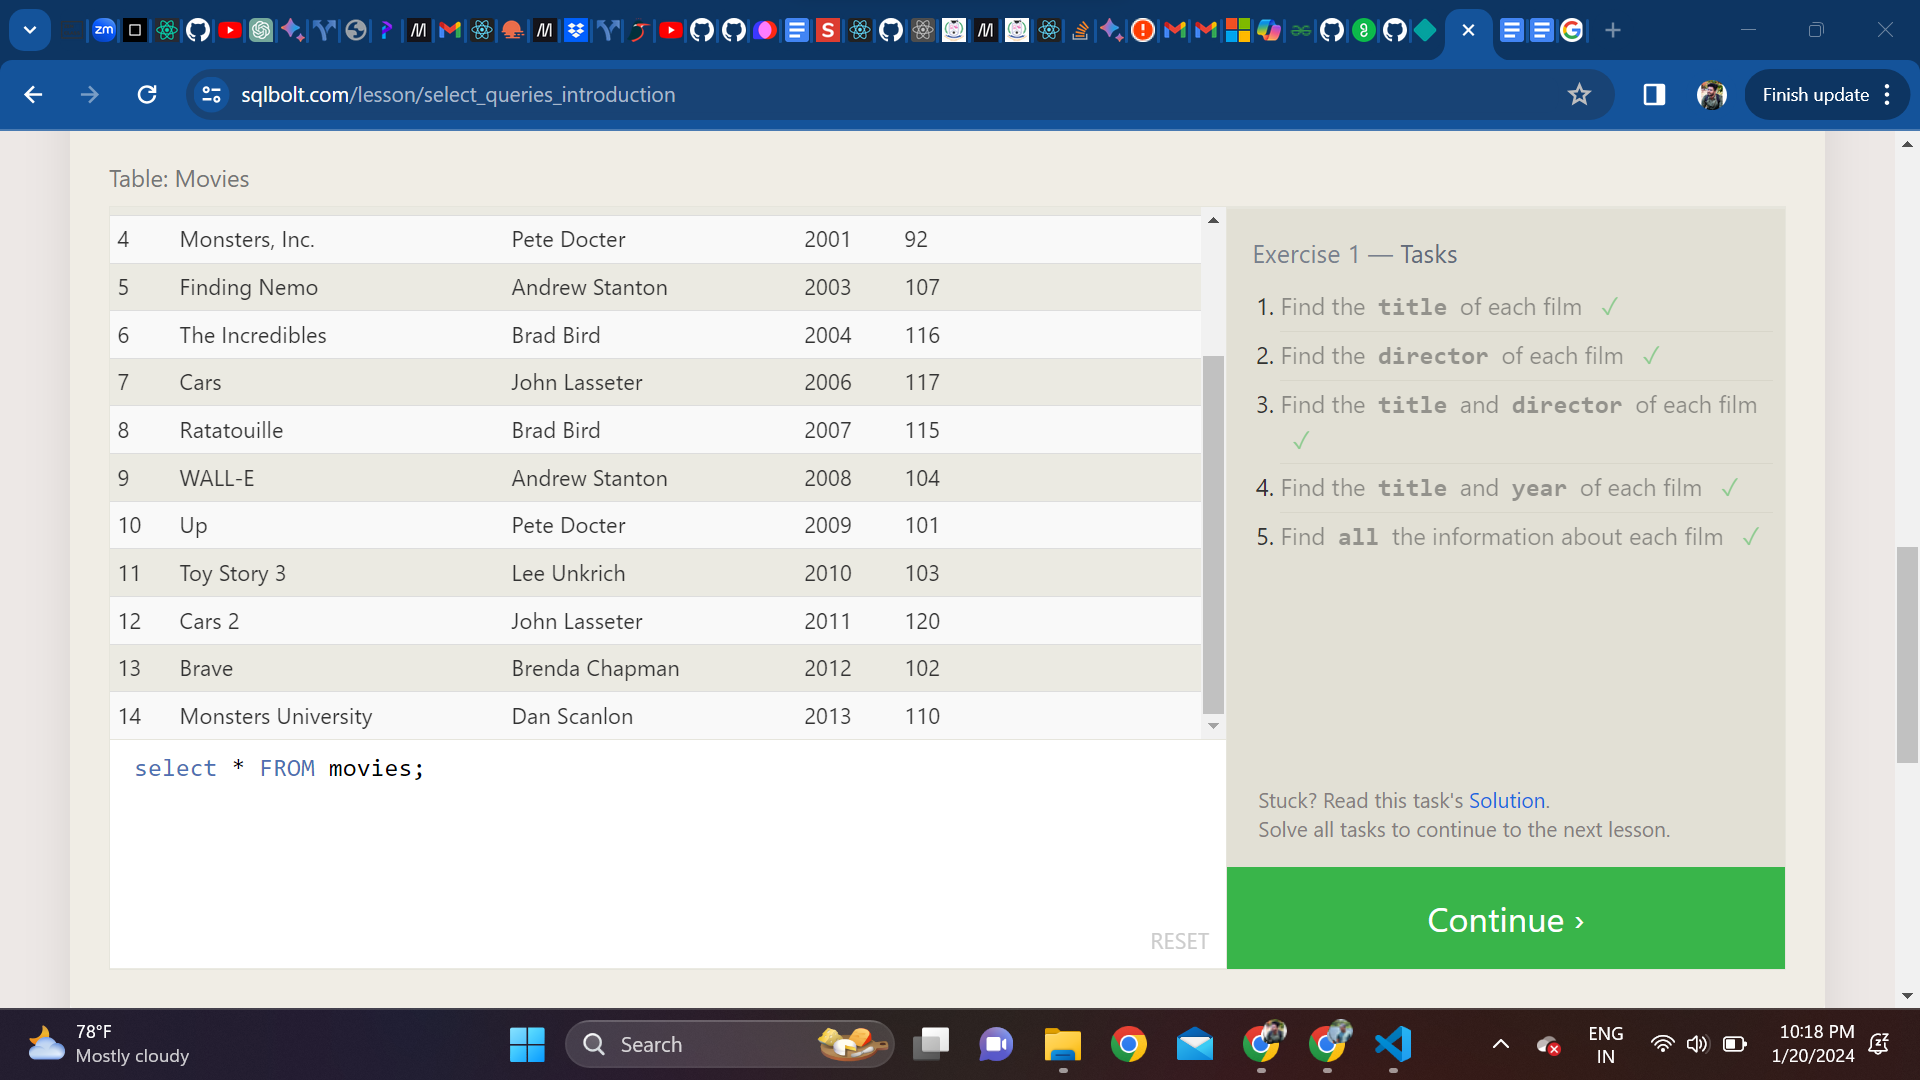 sqlbolt.com/lesson/select_queries_introduction
Finish update
Table: Movies
4 Monsters, Inc. Pete Docter 2001 92
5 Finding Nemo Andrew Stanton 2003 107
6 The Incredibles Brad Bird 2004 116
7 Cars John Lasseter 2006 117
8 Ratatouille Brad Bird 2007 115
9 WALL-E Andrew Stanton 2008 104
10 Up Pete Docter 2009 101
11 Toy Story 3 Lee Unkrich 2010 103
12 Cars 2 John Lasseter 2011 120
13 Brave Brenda Chapman 2012 102
14 Monsters University Dan Scanlon 2013 110
select * FROM movies;
RESET
Exercise 1 — Tasks
1. Find the title of each film ✓
2. Find the director of each film ✓
3. Find the title and director of each film
✓
4. Find the title and year of each film ✓
5. Find all the information about each film ✓
Stuck? Read this task's Solution.
Solve all tasks to continue to the next lesson.
Continue ›
78°F
Mostly cloudy
Search
ENG
IN
10:18 PM
1/20/2024